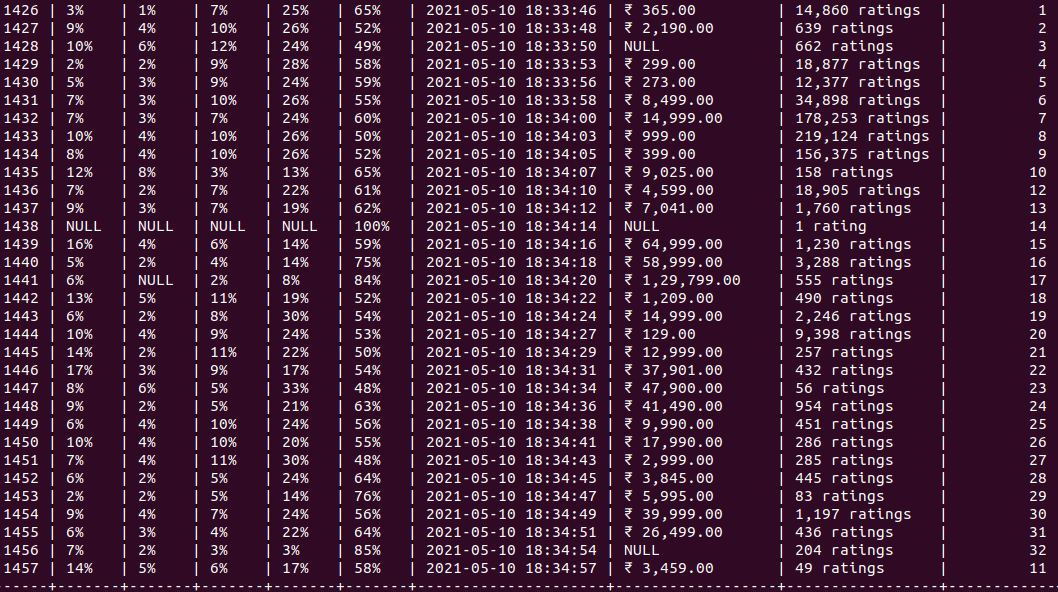 1426 | 3% | 1% | 7% | 25% | 65% | 2021-05-10 18:33:46 | ₹ 365.00 | 14,860 ratings | 1
1427 | 9% | 4% | 10% | 26% | 52% | 2021-05-10 18:33:48 | ₹ 2,190.00 | 639 ratings | 2
1428 | 10% | 6% | 12% | 24% | 49% | 2021-05-10 18:33:50 | NULL | 662 ratings | 3
1429 | 2% | 2% | 9% | 28% | 58% | 2021-05-10 18:33:53 | ₹ 299.00 | 18,877 ratings | 4
1430 | 5% | 3% | 9% | 24% | 59% | 2021-05-10 18:33:56 | ₹ 273.00 | 12,377 ratings | 5
1431 | 7% | 3% | 10% | 26% | 55% | 2021-05-10 18:33:58 | ₹ 8,499.00 | 34,898 ratings | 6
1432 | 7% | 3% | 7% | 24% | 60% | 2021-05-10 18:34:00 | ₹ 14,999.00 | 178,253 ratings | 7
1433 | 10% | 4% | 10% | 26% | 50% | 2021-05-10 18:34:03 | ₹ 999.00 | 219,124 ratings | 8
1434 | 8% | 4% | 10% | 26% | 52% | 2021-05-10 18:34:05 | ₹ 399.00 | 156,375 ratings | 9
1435 | 12% | 8% | 3% | 13% | 65% | 2021-05-10 18:34:07 | ₹ 9,025.00 | 158 ratings | 10
1436 | 7% | 2% | 7% | 22% | 61% | 2021-05-10 18:34:10 | ₹ 4,599.00 | 18,905 ratings | 12
1437 | 9% | 3% | 7% | 19% | 62% | 2021-05-10 18:34:12 | ₹ 7,041.00 | 1,760 ratings | 13
1438 | NULL | NULL | NULL | NULL | 100% | 2021-05-10 18:34:14 | NULL | 1 rating | 14
1439 | 16% | 4% | 6% | 14% | 59% | 2021-05-10 18:34:16 | ₹ 64,999.00 | 1,230 ratings | 15
1440 | 5% | 2% | 4% | 14% | 75% | 2021-05-10 18:34:18 | ₹ 58,999.00 | 3,288 ratings | 16
1441 | 6% | NULL | 2% | 8% | 84% | 2021-05-10 18:34:20 | ₹ 1,29,799.00 | 555 ratings | 17
1442 | 13% | 5% | 11% | 19% | 52% | 2021-05-10 18:34:22 | ₹ 1,209.00 | 490 ratings | 18
1443 | 6% | 2% | 8% | 30% | 54% | 2021-05-10 18:34:24 | ₹ 14,999.00 | 2,246 ratings | 19
1444 | 10% | 4% | 9% | 24% | 53% | 2021-05-10 18:34:27 | ₹ 129.00 | 9,398 ratings | 20
1445 | 14% | 2% | 11% | 22% | 50% | 2021-05-10 18:34:29 | ₹ 12,999.00 | 257 ratings | 21
1446 | 17% | 3% | 9% | 17% | 54% | 2021-05-10 18:34:31 | ₹ 37,901.00 | 432 ratings | 22
1447 | 8% | 6% | 5% | 33% | 48% | 2021-05-10 18:34:34 | ₹ 47,900.00 | 56 ratings | 23
1448 | 9% | 2% | 5% | 21% | 63% | 2021-05-10 18:34:36 | ₹ 41,490.00 | 954 ratings | 24
1449 | 6% | 4% | 10% | 24% | 56% | 2021-05-10 18:34:38 | ₹ 9,990.00 | 451 ratings | 25
1450 | 10% | 4% | 10% | 20% | 55% | 2021-05-10 18:34:41 | ₹ 17,990.00 | 286 ratings | 26
1451 | 7% | 4% | 11% | 30% | 48% | 2021-05-10 18:34:43 | ₹ 2,999.00 | 285 ratings | 27
1452 | 6% | 2% | 5% | 24% | 64% | 2021-05-10 18:34:45 | ₹ 3,845.00 | 445 ratings | 28
1453 | 2% | 2% | 5% | 14% | 76% | 2021-05-10 18:34:47 | ₹ 5,995.00 | 83 ratings | 29
1454 | 9% | 4% | 7% | 24% | 56% | 2021-05-10 18:34:49 | ₹ 39,999.00 | 1,197 ratings | 30
1455 | 6% | 3% | 4% | 22% | 64% | 2021-05-10 18:34:51 | ₹ 26,499.00 | 436 ratings | 31
1456 | 7% | 2% | 3% | 3% | 85% | 2021-05-10 18:34:54 | NULL | 204 ratings | 32
1457 | 14% | 5% | 6% | 17% | 58% | 2021-05-10 18:34:57 | ₹ 3,459.00 | 49 ratings | 11